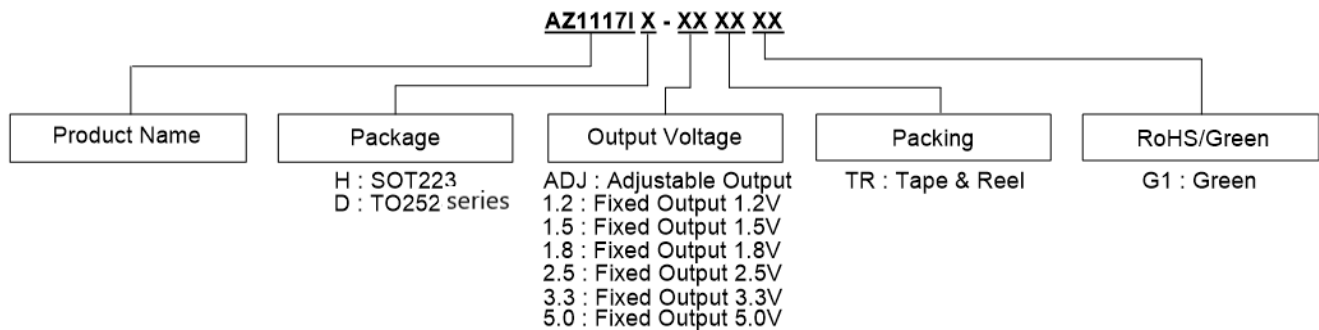 AZ1117I X - XX XX XX
Product Name
Package
Output Voltage
Packing
RoHS/Green
H : SOT223
D : TO252 series
ADJ : Adjustable Output
1.2 : Fixed Output 1.2V
1.5 : Fixed Output 1.5V
1.8 : Fixed Output 1.8V
2.5 : Fixed Output 2.5V
3.3 : Fixed Output 3.3V
5.0 : Fixed Output 5.0V
TR : Tape & Reel
G1 : Green